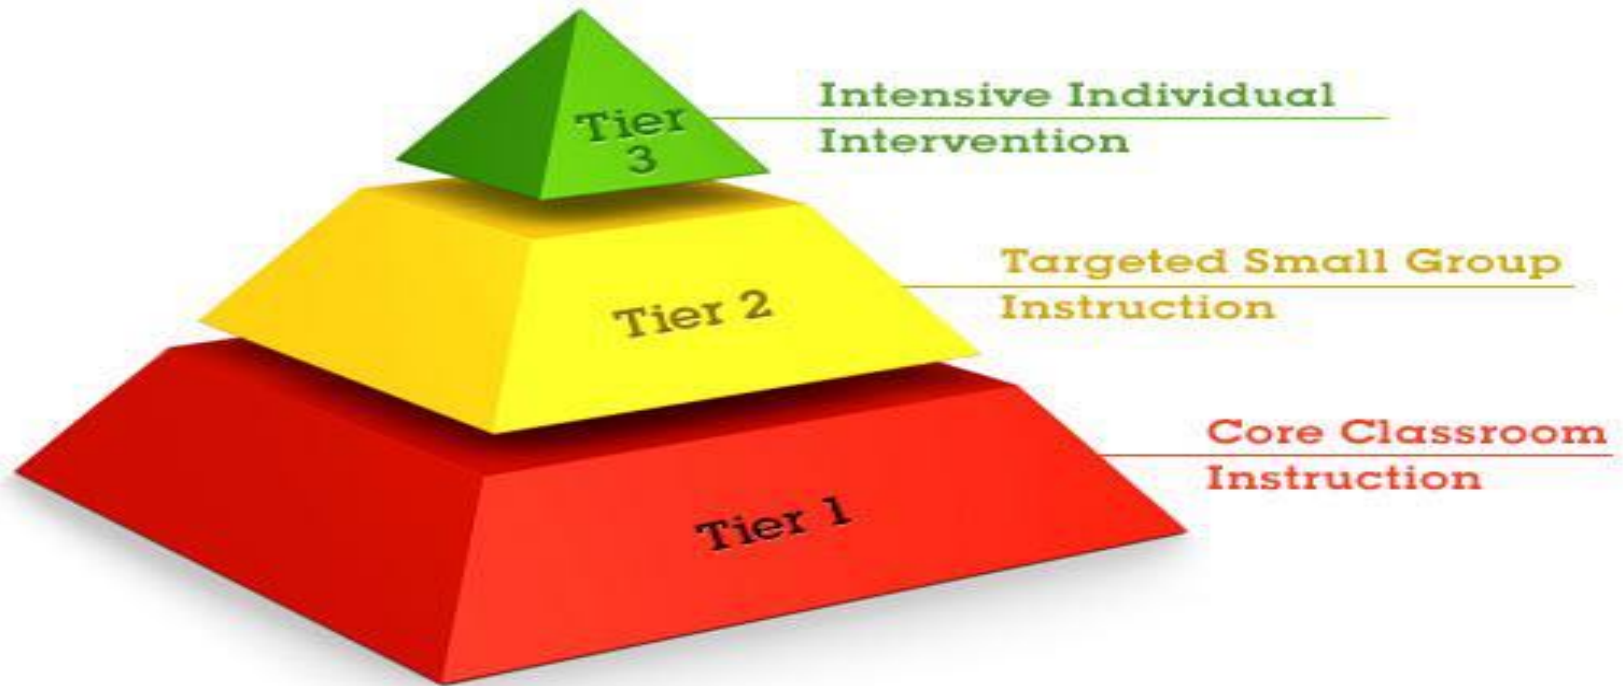 Tier
3
Intensive Individual
Intervention
Tier 2
Targeted Small Group
Instruction
Tier 1
Core Classroom
Instruction